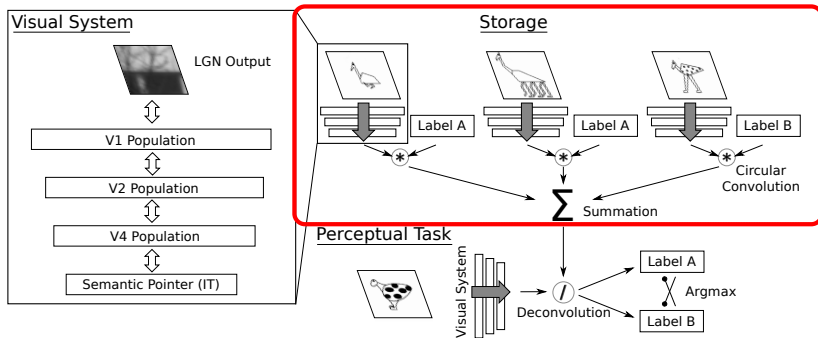 Visual System
LGN Output
V1 Population
V2 Population
V4 Population
Semantic Pointer (IT)
Storage
Label A
Label A
Label B
*
*
*
Circular
Convolution
Σ
Summation
Perceptual Task
Visual System
/
Deconvolution
Label A
Argmax
Label B